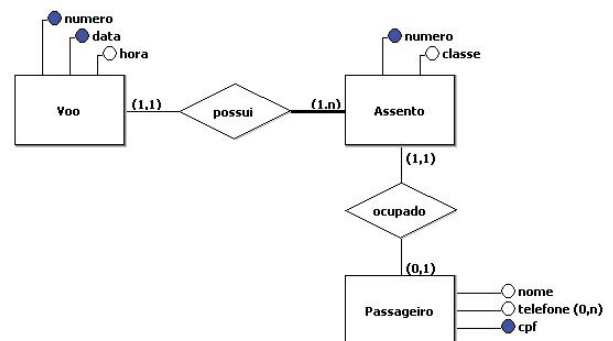 numero
data
hora
numero
classe
Voo
(1,1)
possui
(1.n)
Assento
(1,1)
ocupado
(0,1)
Passageiro
nome
telefone (0,n)
cpf